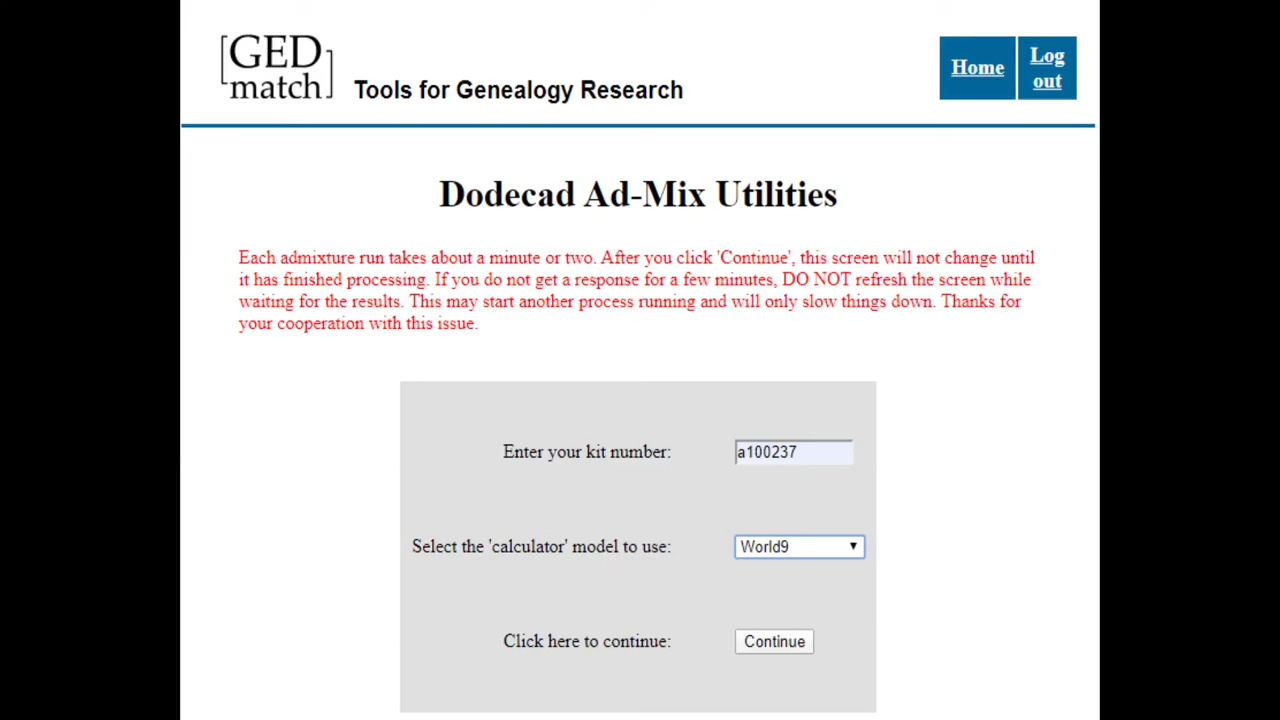 GED
match
Tools for Genealogy Research
Home
Log
out
Dodecad Ad-Mix Utilities
Each admixture run takes about a minute or two. After you click 'Continue', this screen will not change until
it has finished processing. If you do not get a response for a few minutes, DO NOT refresh the screen while
waiting for the results. This may start another process running and will only slow things down. Thanks for
your cooperation with this issue.
Enter your kit number: a100237
Select the 'calculator' model to use: World9
Click here to continue: Continue